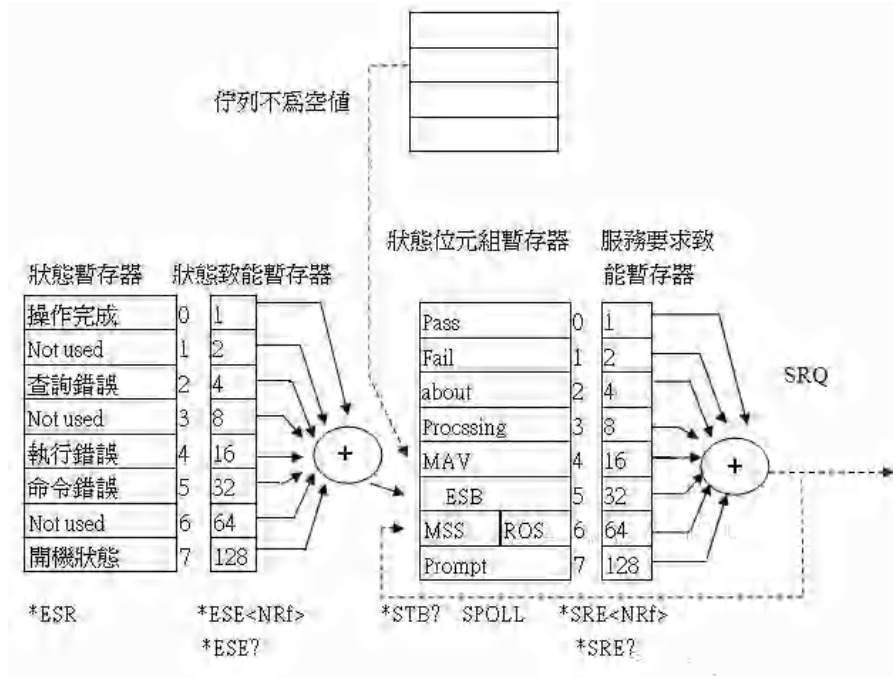 佇列不為空值
狀態位元組暫存器
服務要求致
能暫存器
狀態暫存器
狀態致能暫存器
操作完成 0 1
Not used 1 2
查詢錯誤 2 4
Not used 3 8
執行錯誤 4 16
命令錯誤 5 32
Not used 6 64
開機狀態 7 128
+
Pass 0 1
Fail 1 2
about 2 4
Procssing 3 8
MAV 4 16
ESB 5 32
MSS ROS 6 64
Prompt 7 128
+
SRQ
*ESR
*ESE<NRf>
*ESE?
*STB? SPOLL
*SRE<NRf>
*SRE?